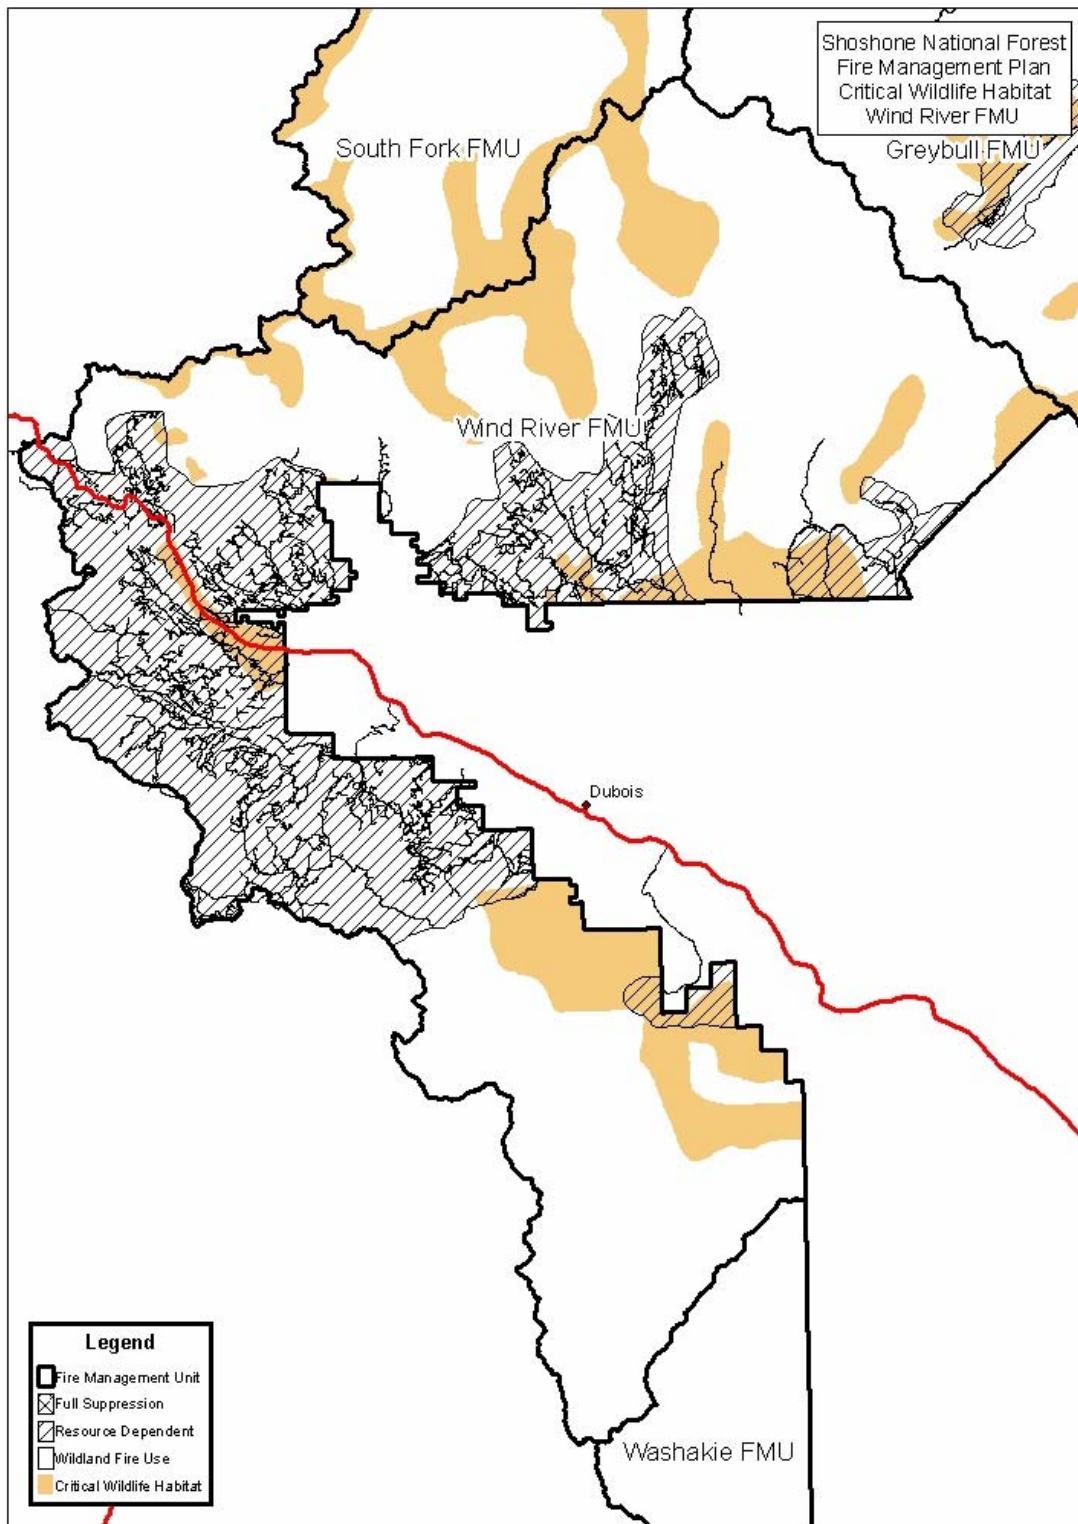 Shoshone National Forest
Fire Management Plan
Critical Wildlife Habitat
Wind River FMU
South Fork FMU
Greybull FMU
Wind River FMU
Dubois
Washakie FMU
Legend
Fire Management Unit
Full Suppression
Resource Dependent
Wildland Fire Use
Critical Wildlife Habitat